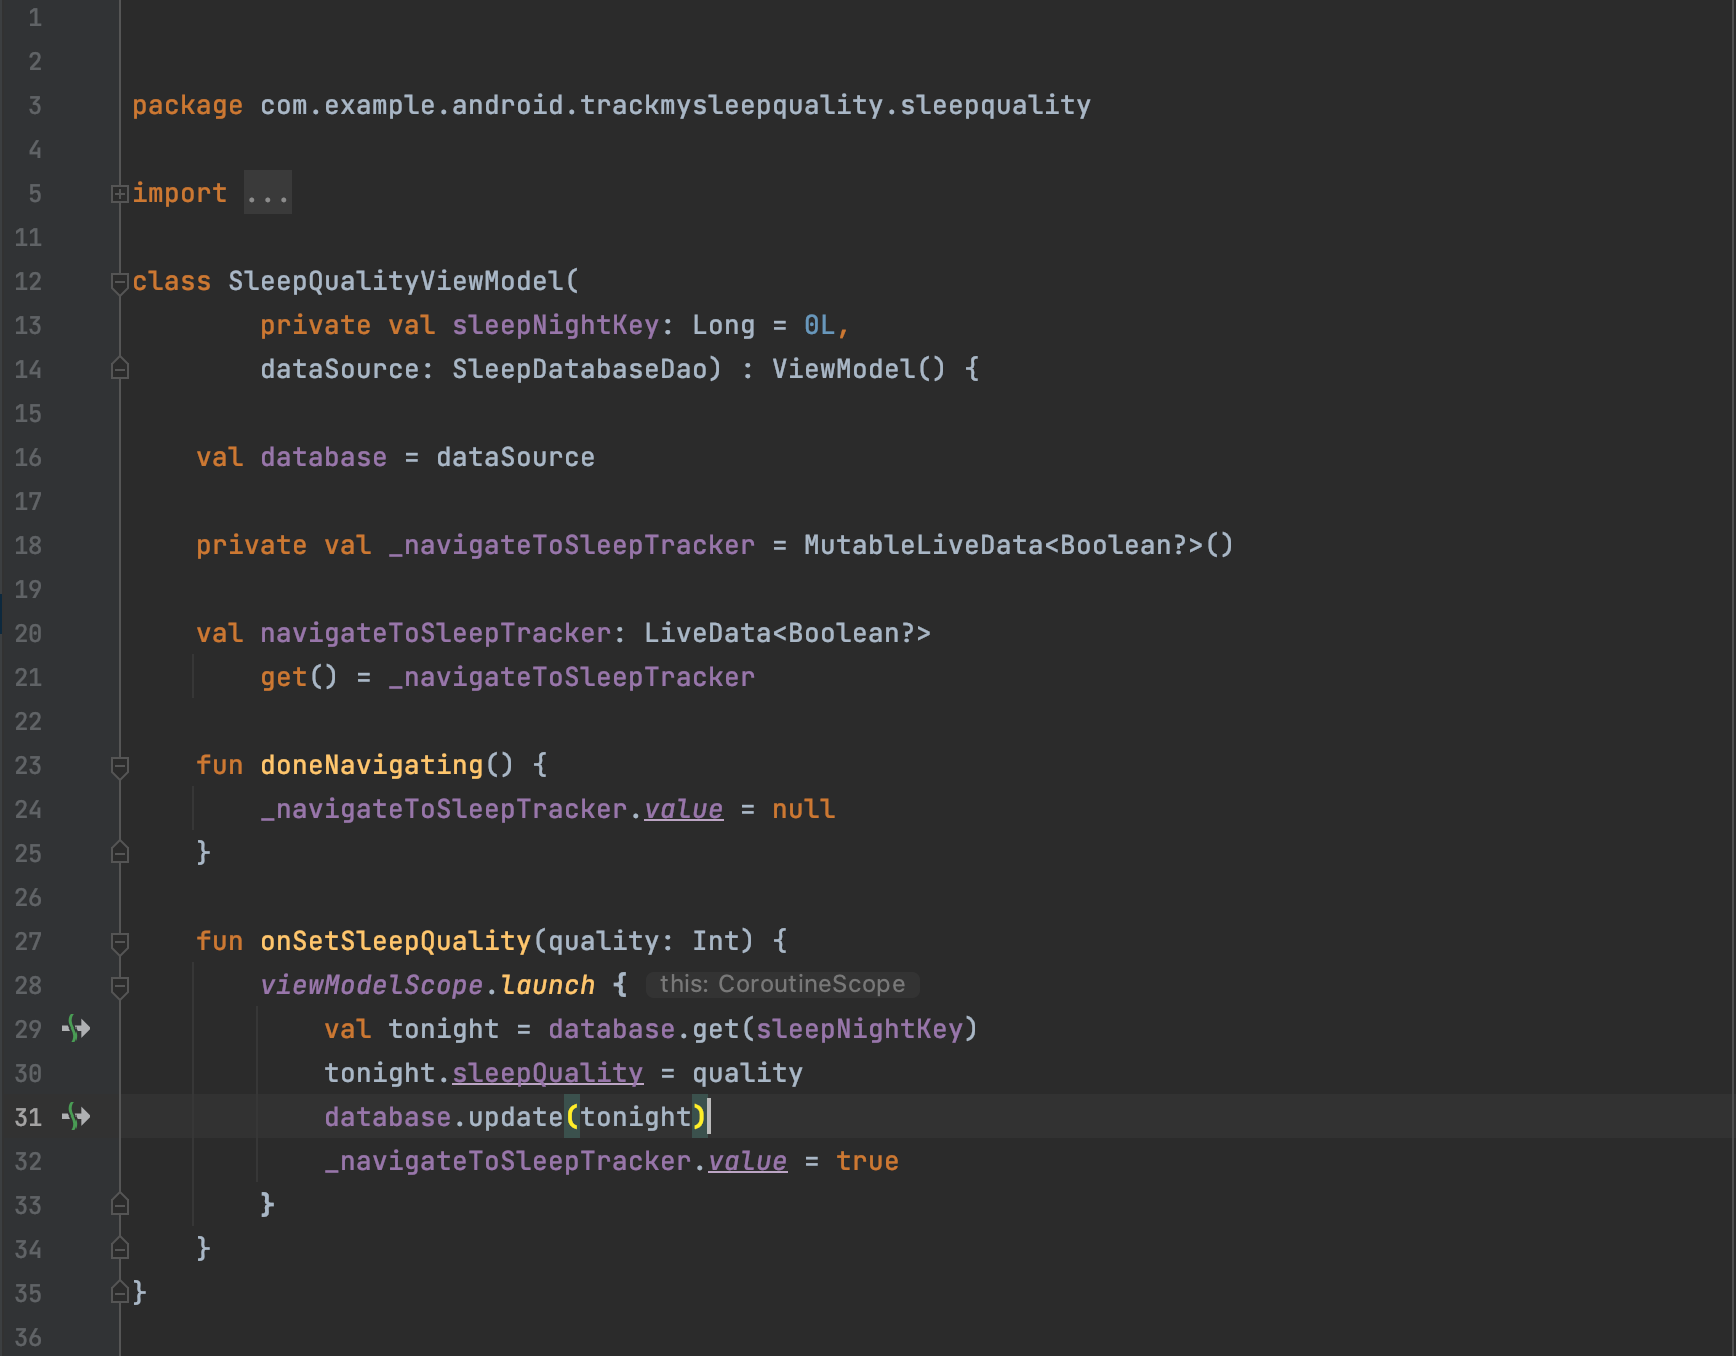 1
2
3 package com.example.android.trackmysleepquality.sleepquality
4
5 import ...
11
12 class SleepQualityViewModel(
13 private val sleepNightKey: Long = 0L,
14 dataSource: SleepDatabaseDao) : ViewModel() {
15
16 val database = dataSource
17
18 private val _navigateToSleepTracker = MutableLiveData<Boolean?>()
19
20 val navigateToSleepTracker: LiveData<Boolean?>
21 get() = _navigateToSleepTracker
22
23 fun doneNavigating() {
24 _navigateToSleepTracker.value = null
25 }
26
27 fun onSetSleepQuality(quality: Int) {
28 viewModelScope.launch { this: CoroutineScope
29 val tonight = database.get(sleepNightKey)
30 tonight.sleepQuality = quality
31 database.update(tonight)
32 _navigateToSleepTracker.value = true
33 }
34 }
35 }
36